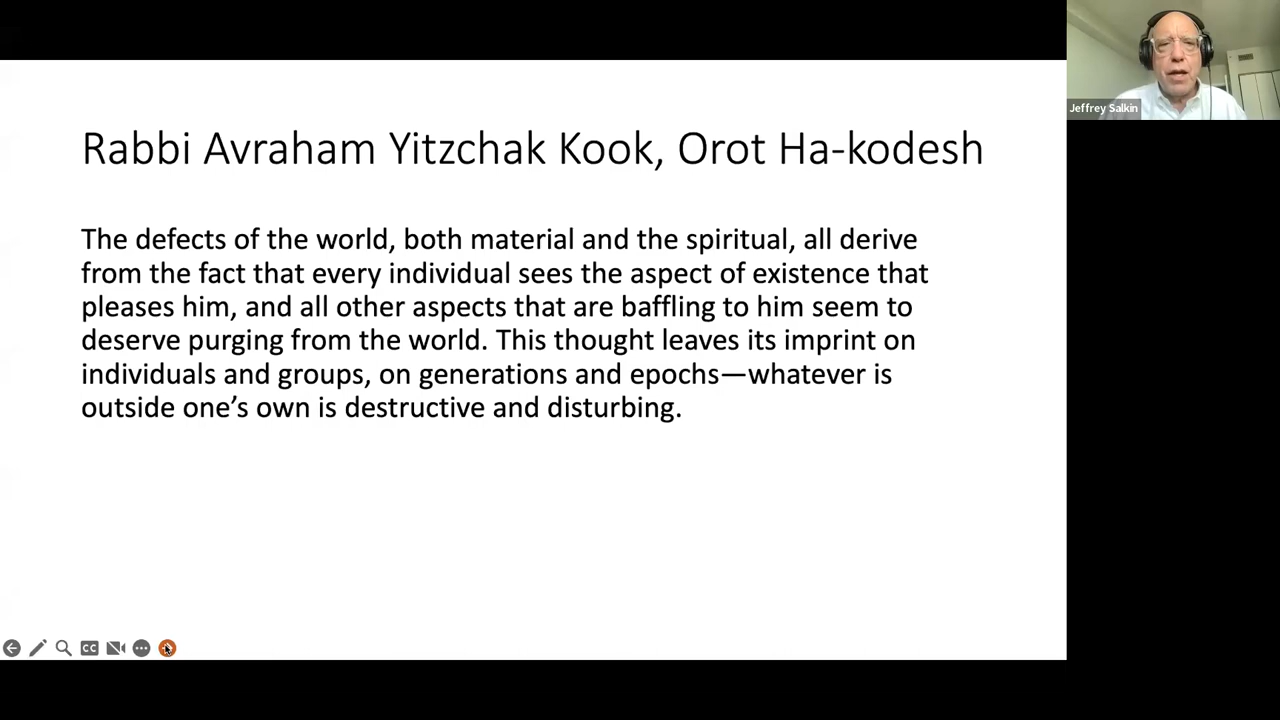 Rabbi Avraham Yitzchak Kook, Orot Ha-kodesh
The defects of the world, both material and the spiritual, all derive
from the fact that every individual sees the aspect of existence that
pleases him, and all other aspects that are baffling to him seem to
deserve purging from the world. This thought leaves its imprint on
individuals and groups, on generations and epochs—whatever is
outside one's own is destructive and disturbing.
Jeffrey Salkin
CC